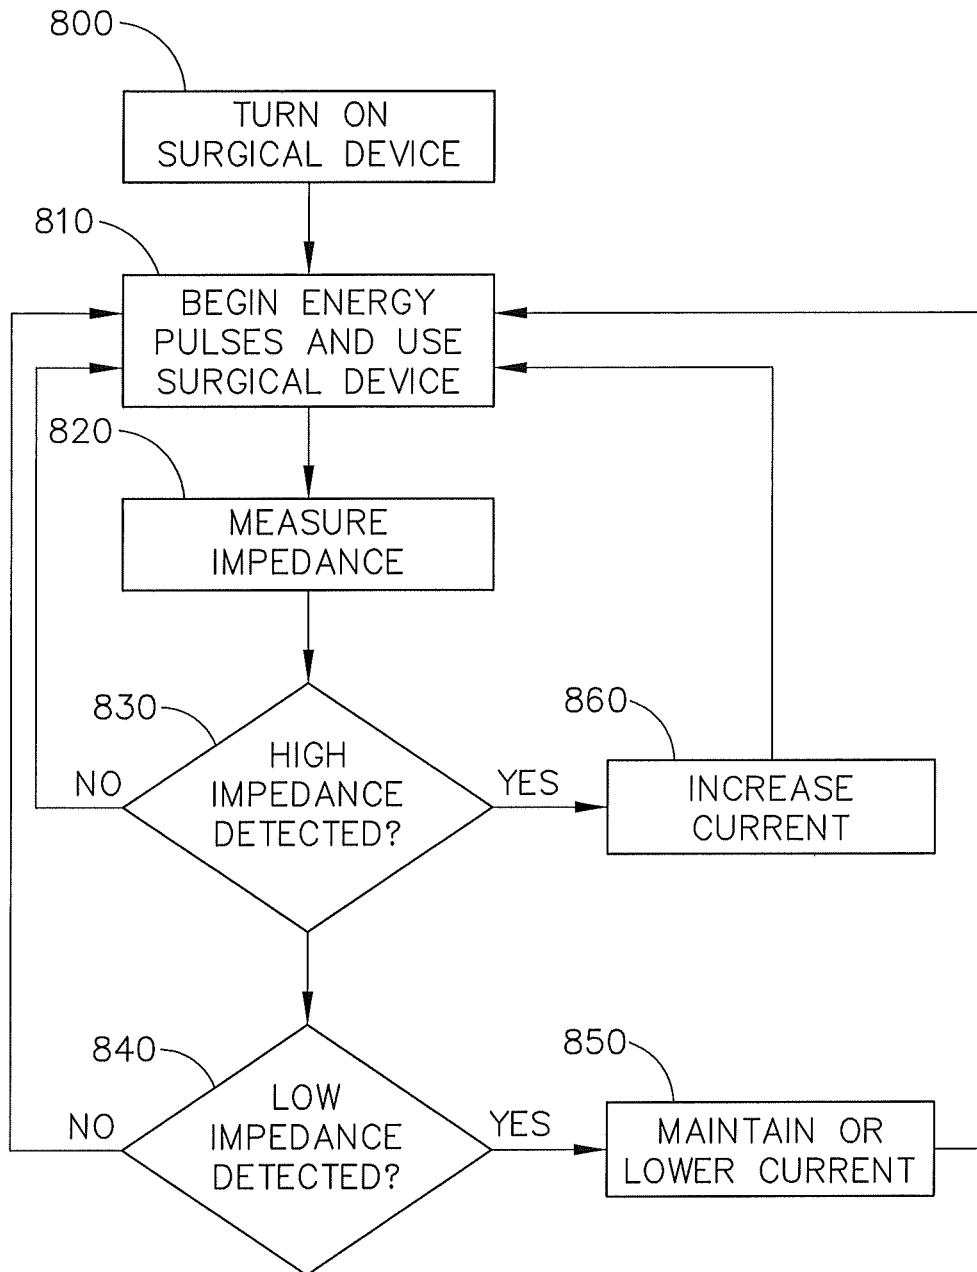 800
TURN ON
SURGICAL DEVICE
810
BEGIN ENERGY
PULSES AND USE
SURGICAL DEVICE
820
MEASURE
IMPEDANCE
830
HIGH
IMPEDANCE
DETECTED?
NO
YES
860
INCREASE
CURRENT
840
LOW
IMPEDANCE
DETECTED?
NO
YES
850
MAINTAIN OR
LOWER CURRENT